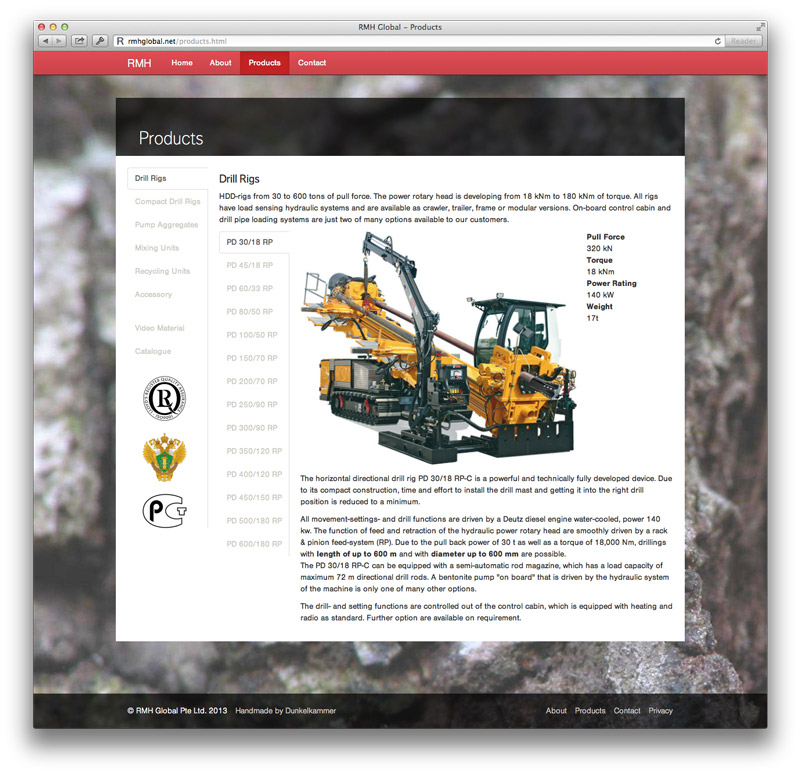 RMH Global – Products
rmhglobal.net/products.html
Reader
RMH Home About Products Contact
Products
Drill Rigs
Compact Drill Rigs
Pump Aggregates
Mixing Units
Recycling Units
Accessory
Video Material
Catalogue
Drill Rigs
HDD-rigs from 30 to 600 tons of pull force. The power rotary head is developing from 18 kNm to 180 kNm of torque. All rigs
have load sensing hydraulic systems and are available as crawler, trailer, frame or modular versions. On-board control cabin and
drill pipe loading systems are just two of many options available to our customers.
PD 30/18 RP
PD 45/18 RP
PD 60/33 RP
PD 80/50 RP
PD 100/50 RP
PD 150/70 RP
PD 200/70 RP
PD 250/90 RP
PD 300/90 RP
PD 350/120 RP
PD 400/120 RP
PD 450/150 RP
PD 500/180 RP
PD 600/180 RP
Pull Force
320 kN
Torque
18 kNm
Power Rating
140 kW
Weight
17t
The horizontal directional drill rig PD 30/18 RP-C is a powerful and technically fully developed device. Due
to its compact construction, time and effort to install the drill mast and getting it into the right drill
position is reduced to a minimum.
All movement-settings- and drill functions are driven by a Deutz diesel engine water-cooled, power 140
kw. The function of feed and retraction of the hydraulic power rotary head are smoothly driven by a rack
& pinion feed-system (RP). Due to the pull back power of 30 t as well as a torque of 18,000 Nm, drillings
with length of up to 600 m and with diameter up to 600 mm are possible.
The PD 30/18 RP-C can be equipped with a semi-automatic rod magazine, which has a load capacity of
maximum 72 m directional drill rods. A bentonite pump "on board" that is driven by the hydraulic system
of the machine is only one of many other options.
The drill- and setting functions are controlled out of the control cabin, which is equipped with heating and
radio as standard. Further option are available on requirement.
© RMH Global Pte Ltd. 2013 Handmade by Dunkelkammer
About Products Contact Privacy